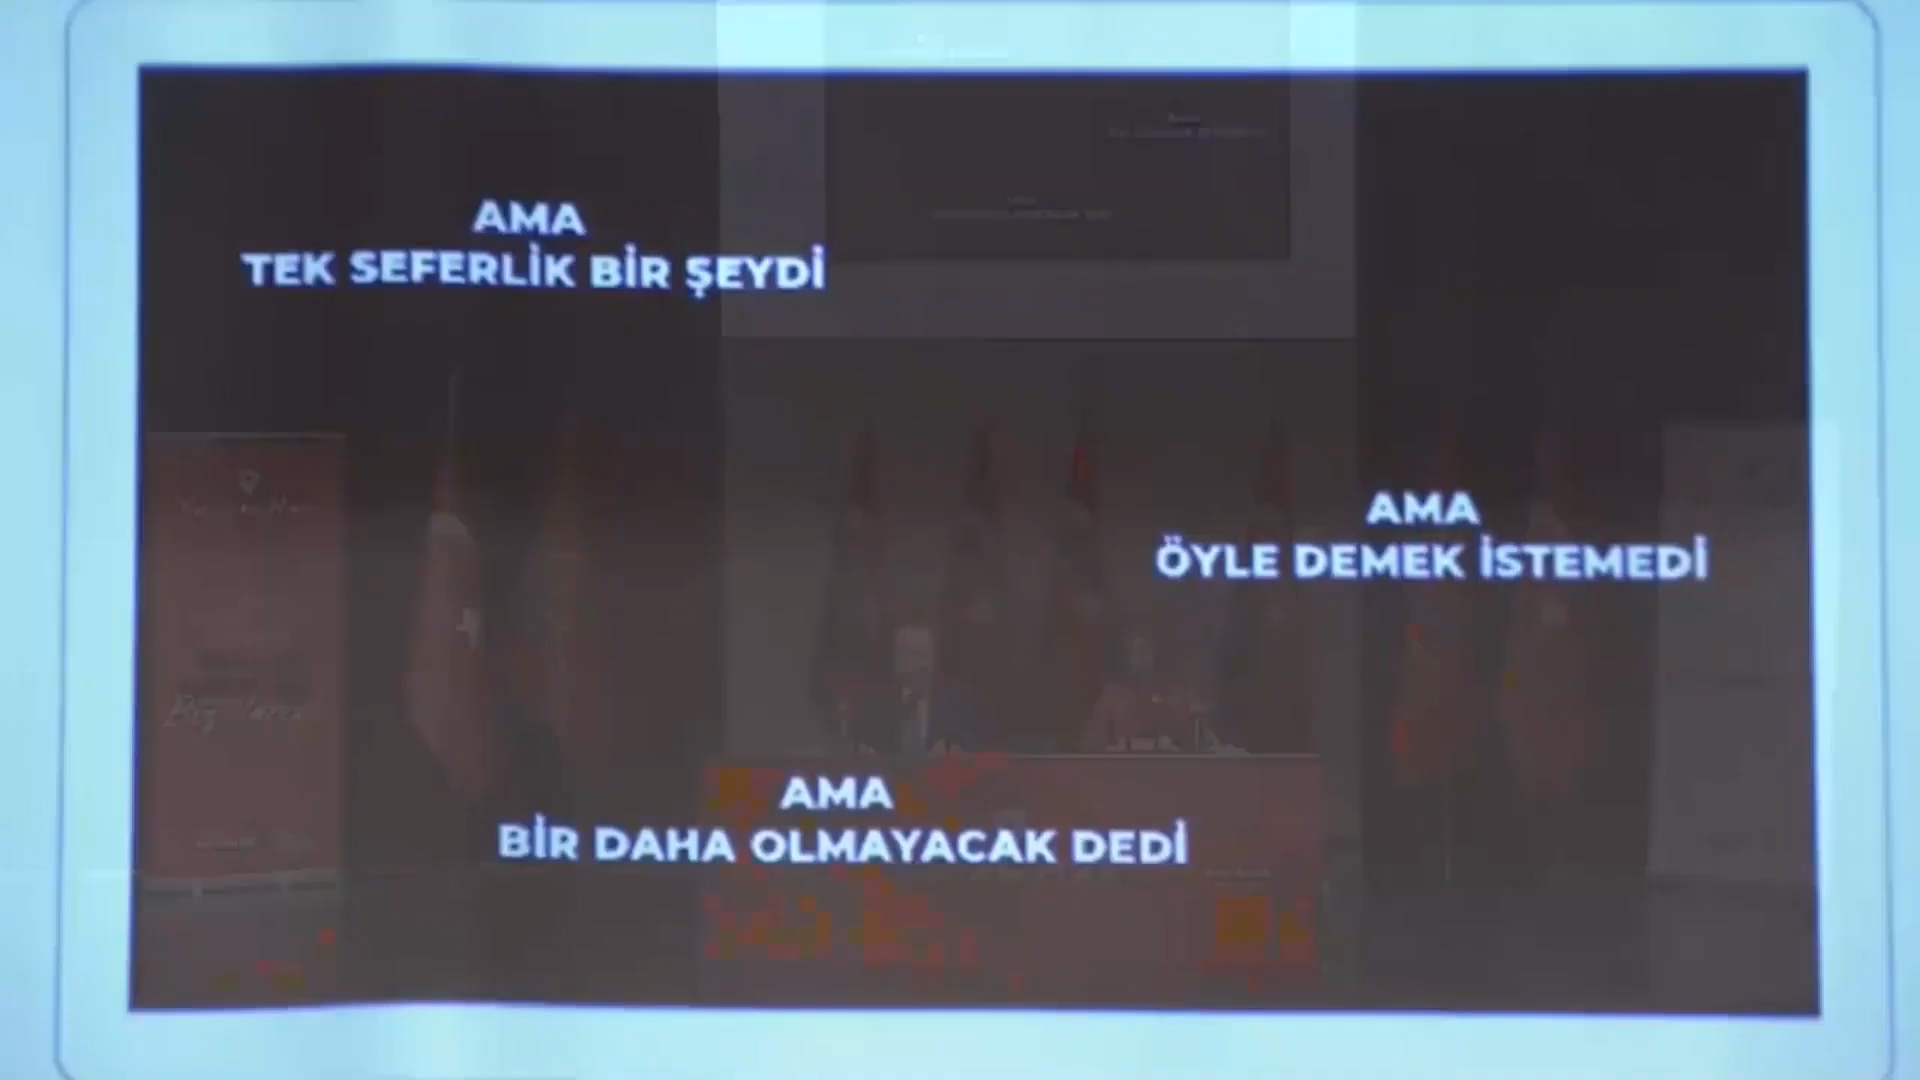 AMA
TEK SEFERLİK BİR ŞEYDİ
AMA
ÖYLE DEMEK İSTEMEDİ
AMA
BİR DAHA OLMAYACAK DEDİ